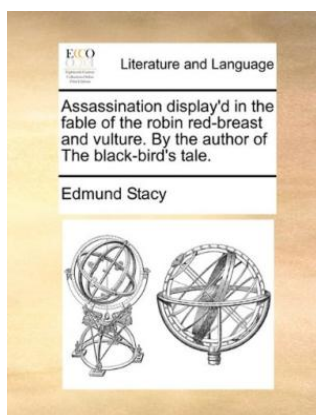 ECCO
Literature and Language
Assassination display'd in the
fable of the robin red-breast
and vulture. By the author of
The black-bird's tale.
Edmund Stacy